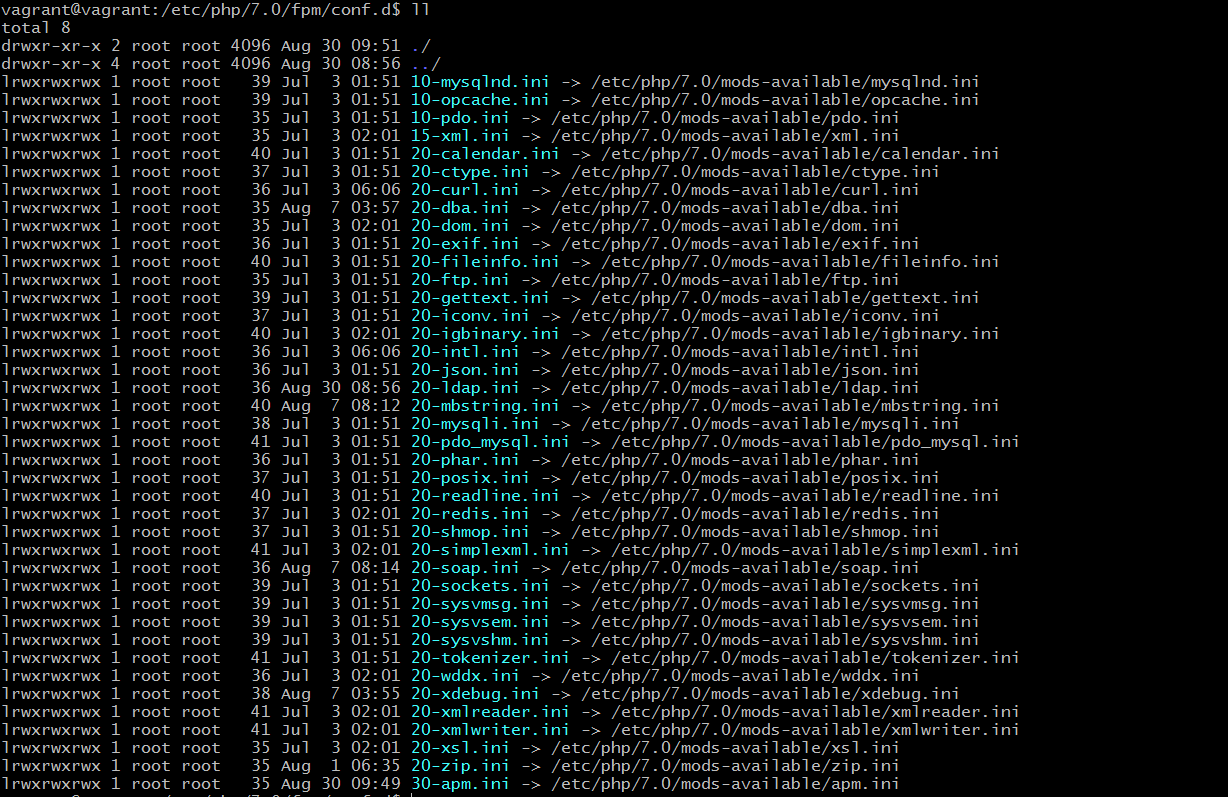 vagrant@vagrant:/etc/php/7.0/fpm/conf.d$ ll
total 8
drwxr-xr-x 2 root root 4096 Aug 30 09:51 ./
drwxr-xr-x 4 root root 4096 Aug 30 08:56 ../
lrwxrwxrwx 1 root root   39 Jul  3 01:51 10-mysqlnd.ini -> /etc/php/7.0/mods-available/mysqlnd.ini
lrwxrwxrwx 1 root root   39 Jul  3 01:51 10-opcache.ini -> /etc/php/7.0/mods-available/opcache.ini
lrwxrwxrwx 1 root root   35 Jul  3 01:51 10-pdo.ini -> /etc/php/7.0/mods-available/pdo.ini
lrwxrwxrwx 1 root root   35 Jul  3 02:01 15-xml.ini -> /etc/php/7.0/mods-available/xml.ini
lrwxrwxrwx 1 root root   40 Jul  3 01:51 20-calendar.ini -> /etc/php/7.0/mods-available/calendar.ini
lrwxrwxrwx 1 root root   37 Jul  3 01:51 20-ctype.ini -> /etc/php/7.0/mods-available/ctype.ini
lrwxrwxrwx 1 root root   36 Jul  3 06:06 20-curl.ini -> /etc/php/7.0/mods-available/curl.ini
lrwxrwxrwx 1 root root   35 Aug  7 03:57 20-dba.ini -> /etc/php/7.0/mods-available/dba.ini
lrwxrwxrwx 1 root root   35 Jul  3 02:01 20-dom.ini -> /etc/php/7.0/mods-available/dom.ini
lrwxrwxrwx 1 root root   36 Jul  3 01:51 20-exif.ini -> /etc/php/7.0/mods-available/exif.ini
lrwxrwxrwx 1 root root   40 Jul  3 01:51 20-fileinfo.ini -> /etc/php/7.0/mods-available/fileinfo.ini
lrwxrwxrwx 1 root root   35 Jul  3 01:51 20-ftp.ini -> /etc/php/7.0/mods-available/ftp.ini
lrwxrwxrwx 1 root root   39 Jul  3 01:51 20-gettext.ini -> /etc/php/7.0/mods-available/gettext.ini
lrwxrwxrwx 1 root root   37 Jul  3 01:51 20-iconv.ini -> /etc/php/7.0/mods-available/iconv.ini
lrwxrwxrwx 1 root root   40 Jul  3 02:01 20-igbinary.ini -> /etc/php/7.0/mods-available/igbinary.ini
lrwxrwxrwx 1 root root   36 Jul  3 06:06 20-intl.ini -> /etc/php/7.0/mods-available/intl.ini
lrwxrwxrwx 1 root root   36 Jul  3 01:51 20-json.ini -> /etc/php/7.0/mods-available/json.ini
lrwxrwxrwx 1 root root   36 Aug 30 08:56 20-ldap.ini -> /etc/php/7.0/mods-available/ldap.ini
lrwxrwxrwx 1 root root   40 Aug  7 08:12 20-mbstring.ini -> /etc/php/7.0/mods-available/mbstring.ini
lrwxrwxrwx 1 root root   38 Jul  3 01:51 20-mysqli.ini -> /etc/php/7.0/mods-available/mysqli.ini
lrwxrwxrwx 1 root root   41 Jul  3 01:51 20-pdo_mysql.ini -> /etc/php/7.0/mods-available/pdo_mysql.ini
lrwxrwxrwx 1 root root   36 Jul  3 01:51 20-phar.ini -> /etc/php/7.0/mods-available/phar.ini
lrwxrwxrwx 1 root root   37 Jul  3 01:51 20-posix.ini -> /etc/php/7.0/mods-available/posix.ini
lrwxrwxrwx 1 root root   40 Jul  3 01:51 20-readline.ini -> /etc/php/7.0/mods-available/readline.ini
lrwxrwxrwx 1 root root   37 Jul  3 02:01 20-redis.ini -> /etc/php/7.0/mods-available/redis.ini
lrwxrwxrwx 1 root root   37 Jul  3 01:51 20-shmop.ini -> /etc/php/7.0/mods-available/shmop.ini
lrwxrwxrwx 1 root root   41 Jul  3 02:01 20-simplexml.ini -> /etc/php/7.0/mods-available/simplexml.ini
lrwxrwxrwx 1 root root   36 Aug  7 08:14 20-soap.ini -> /etc/php/7.0/mods-available/soap.ini
lrwxrwxrwx 1 root root   39 Jul  3 01:51 20-sockets.ini -> /etc/php/7.0/mods-available/sockets.ini
lrwxrwxrwx 1 root root   39 Jul  3 01:51 20-sysvmsg.ini -> /etc/php/7.0/mods-available/sysvmsg.ini
lrwxrwxrwx 1 root root   39 Jul  3 01:51 20-sysvsem.ini -> /etc/php/7.0/mods-available/sysvsem.ini
lrwxrwxrwx 1 root root   39 Jul  3 01:51 20-sysvshm.ini -> /etc/php/7.0/mods-available/sysvshm.ini
lrwxrwxrwx 1 root root   41 Jul  3 01:51 20-tokenizer.ini -> /etc/php/7.0/mods-available/tokenizer.ini
lrwxrwxrwx 1 root root   36 Jul  3 02:01 20-wddx.ini -> /etc/php/7.0/mods-available/wddx.ini
lrwxrwxrwx 1 root root   38 Aug  7 03:55 20-xdebug.ini -> /etc/php/7.0/mods-available/xdebug.ini
lrwxrwxrwx 1 root root   41 Jul  3 02:01 20-xmlreader.ini -> /etc/php/7.0/mods-available/xmlreader.ini
lrwxrwxrwx 1 root root   41 Jul  3 02:01 20-xmlwriter.ini -> /etc/php/7.0/mods-available/xmlwriter.ini
lrwxrwxrwx 1 root root   35 Jul  3 02:01 20-xsl.ini -> /etc/php/7.0/mods-available/xsl.ini
lrwxrwxrwx 1 root root   35 Aug  1 06:35 20-zip.ini -> /etc/php/7.0/mods-available/zip.ini
lrwxrwxrwx 1 root root   35 Aug 30 09:49 30-apm.ini -> /etc/php/7.0/mods-available/apm.ini